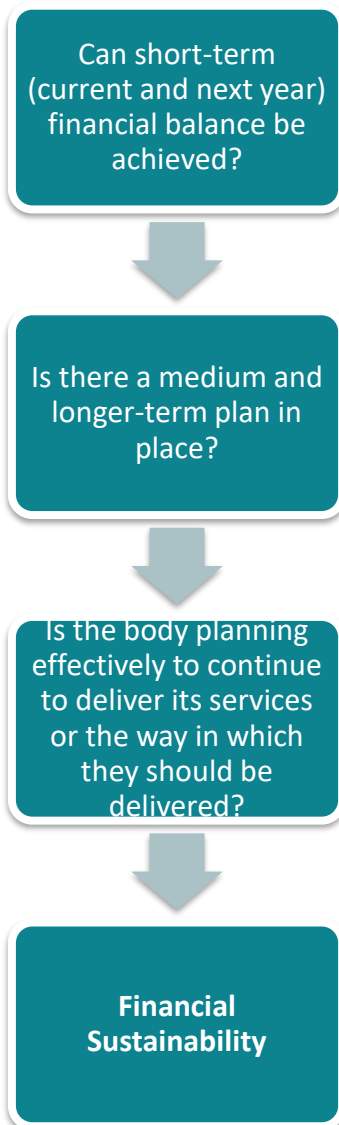 Can short-term
(current and next year)
financial balance be
achieved?
Is there a medium and
longer-term plan in
place?
Is the body planning
effectively to continue
to deliver its services
or the way in which
they should be
delivered?
Financial
Sustainability